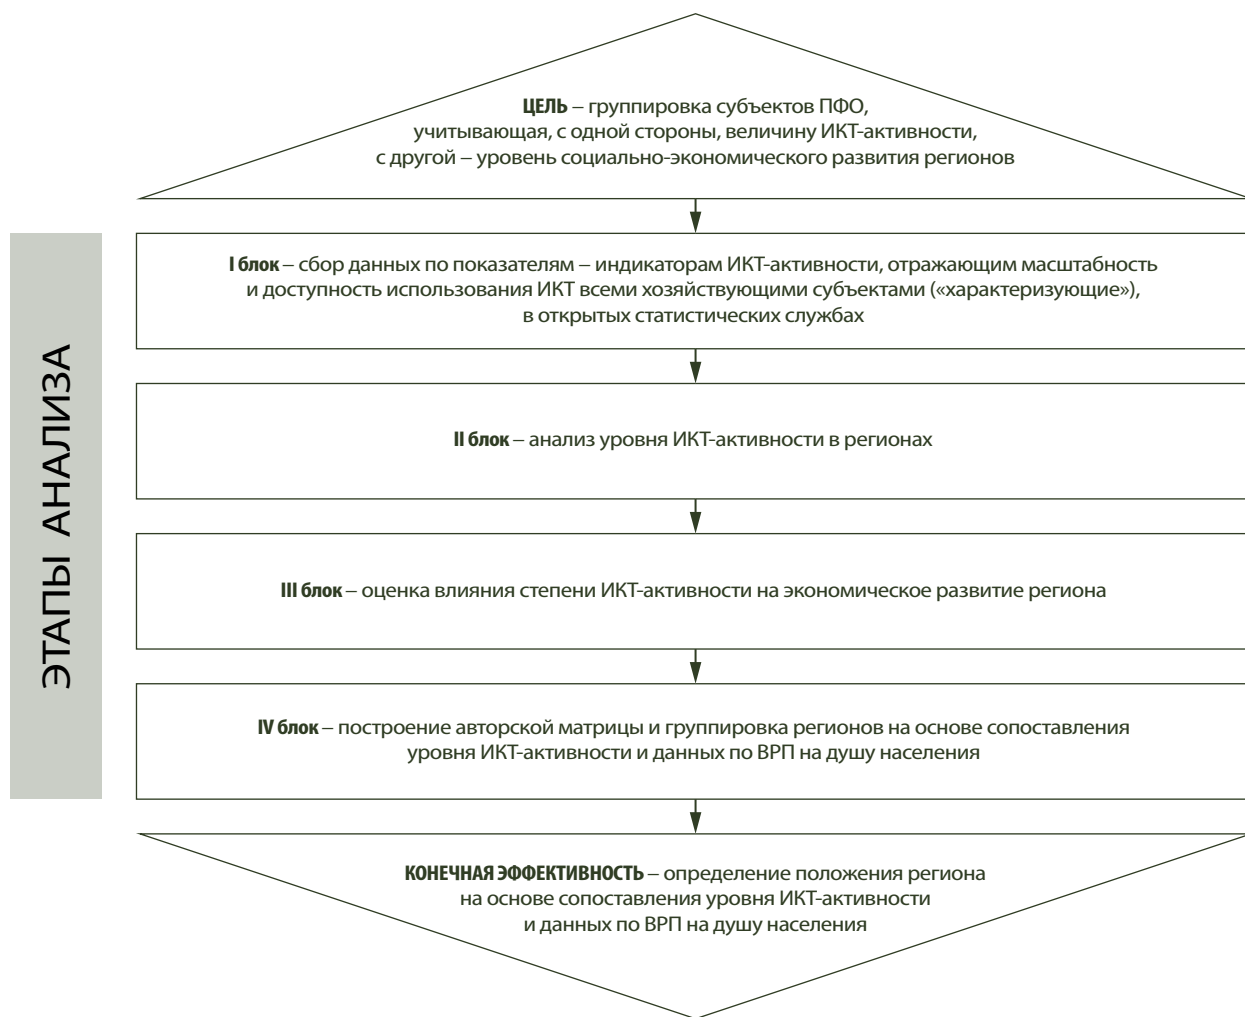 ЦЕЛЬ – группировка субъектов ПФО,
учитывающая, с одной стороны, величину ИКТ-активности,
с другой – уровень социально-экономического развития регионов
ЭТАПЫ АНАЛИЗА
I блок – сбор данных по показателям – индикаторам ИКТ-активности, отражающим масштабность
и доступность использования ИКТ всеми хозяйствующими субъектами («характеризующие»),
в открытых статистических службах
II блок – анализ уровня ИКТ-активности в регионах
III блок – оценка влияния степени ИКТ-активности на экономическое развитие региона
IV блок – построение авторской матрицы и группировка регионов на основе сопоставления
уровня ИКТ-активности и данных по ВРП на душу населения
КОНЕЧНАЯ ЭФФЕКТИВНОСТЬ – определение положения региона
на основе сопоставления уровня ИКТ-активности
и данных по ВРП на душу населения